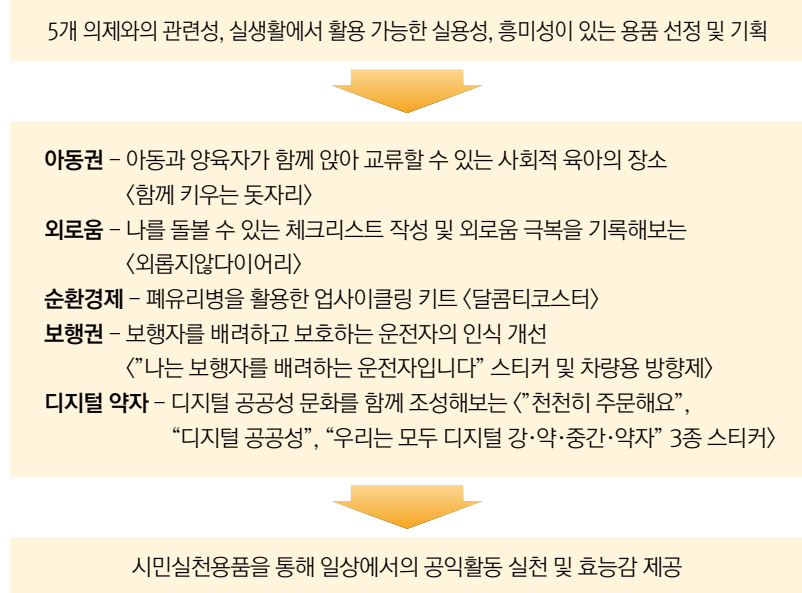 5개 의제와의 관련성, 실생활에서 활용 가능한 실용성, 흥미성이 있는 용품 선정 및 기획
아동권 – 아동과 양육자가 함께 앉아 교류할 수 있는 사회적 육아의 장소
〈함께 키우는 돗자리〉
외로움 – 나를 돌볼 수 있는 체크리스트 작성 및 외로움 극복을 기록해보는
〈외롭지않다이어리〉
순환경제 – 폐유리병을 활용한 업사이클링 키트 〈달콤티코스터〉
보행권 – 보행자를 배려하고 보호하는 운전자의 인식 개선
〈”나는 보행자를 배려하는 운전자입니다” 스티커 및 차량용 방향제〉
디지털 약자 – 디지털 공공성 문화를 함께 조성해보는 〈”천천히 주문해요”,
“디지털 공공성”, “우리는 모두 디지털 강·약·중간·약자” 3종 스티커〉
시민실천용품을 통해 일상에서의 공익활동 실천 및 효능감 제공